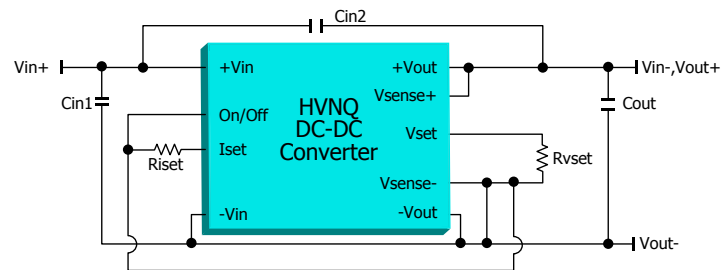 Cin2
Vin+
+Vin
+Vout
Vin-,Vout+
Cin1
Vsense+
HVNQ
Cout
On/Off
DC-DC
Vset
Iset
Converter
Riset
Rvset
Vsense-
-Vin
-Vout
Vout-